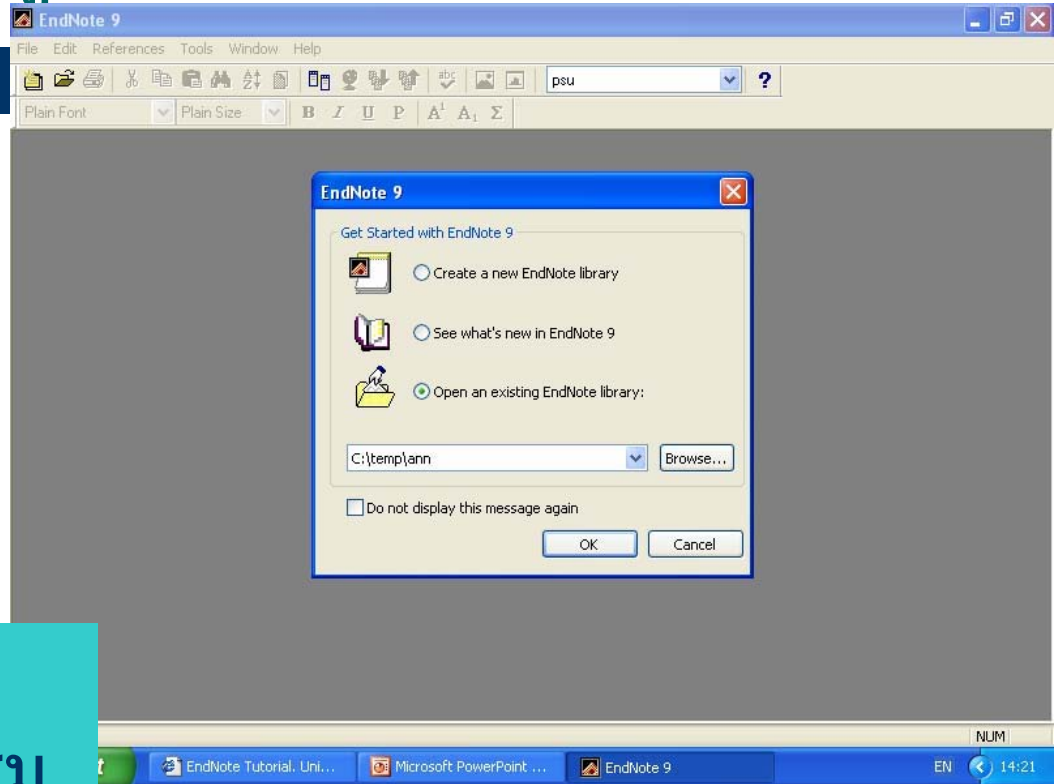 EndNote 9
File Edit References Tools Window Help
psu
?
Plain Font Plain Size B I U P A¹ A₁ Σ
EndNote 9
Get Started with EndNote 9
Create a new EndNote library
See what's new in EndNote 9
Open an existing EndNote library:
C:\temp\ann Browse...
Do not display this message again
OK Cancel
NUM
EndNote Tutorial. Uni... Microsoft PowerPoint ... EndNote 9 EN 14:21